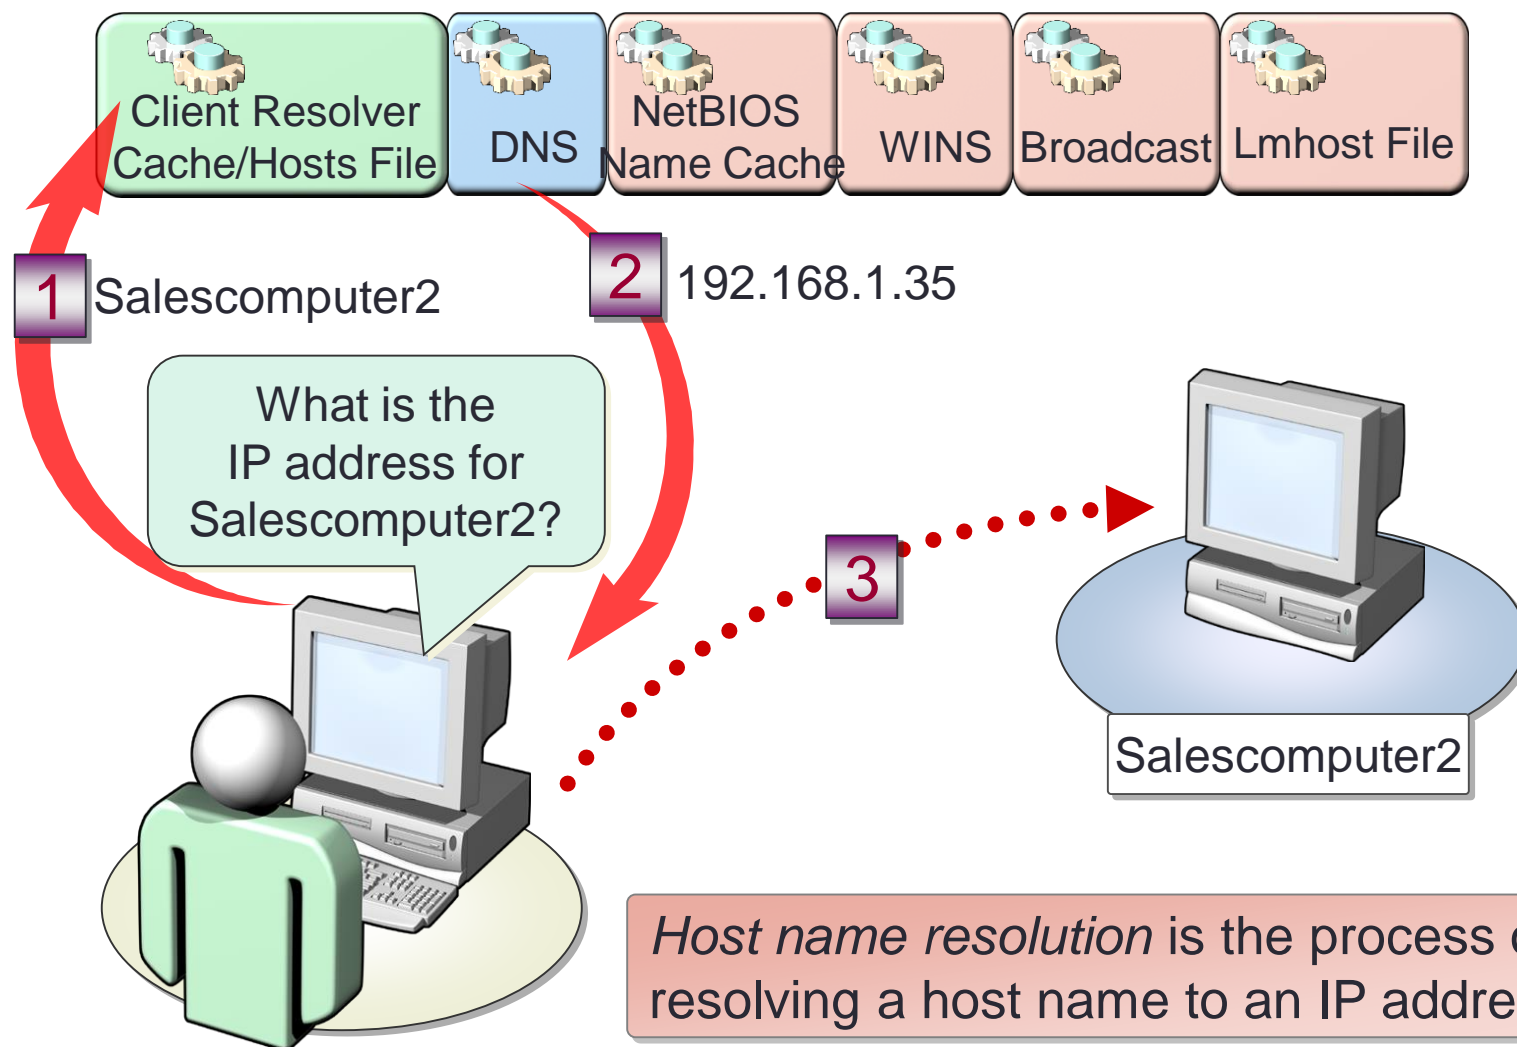 Client Resolver
Cache/Hosts File
DNS
NetBIOS
Name Cache
WINS
Broadcast
Lmhost File
1
Salescomputer2
2
192.168.1.35
What is the
IP address for
Salescomputer2?
3
Salescomputer2
Host name resolution is the process
resolving a host name to an IP